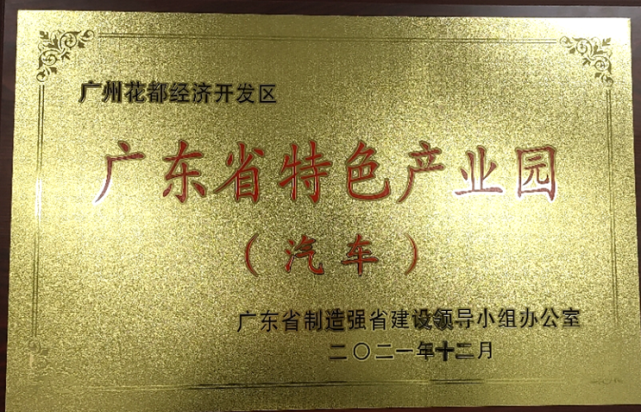 广州花都经济开发区
广东省特色产业园
（汽车）
广东省制造强省建设领导小组办公室
二〇二一年十二月